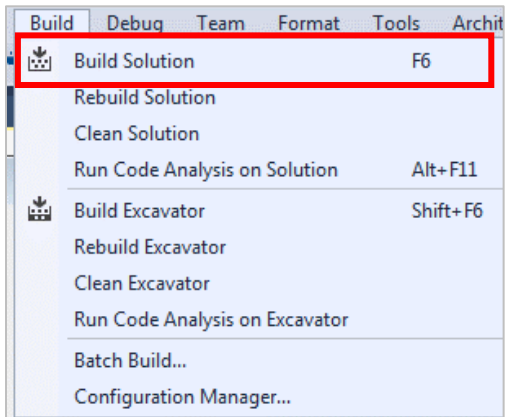 Build Debug Team Format Tools Archit
Build Solution F6
Rebuild Solution
Clean Solution
Run Code Analysis on Solution Alt+F11
Build Excavator Shift+F6
Rebuild Excavator
Clean Excavator
Run Code Analysis on Excavator
Batch Build...
Configuration Manager...